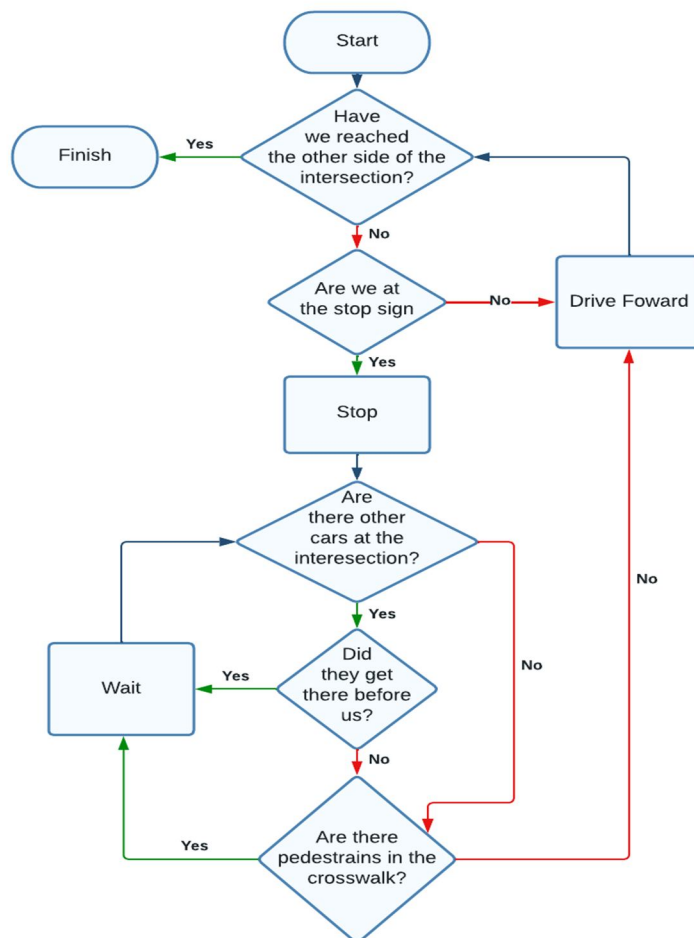 Start
Have
we reached
the other side of the
intersection?
Yes
Finish
No
Are we at
the stop sign
No
Drive Foward
Yes
Stop
Are
there other
cars at the
interesection?
No
Yes
No
Did
they get
there before
us?
Yes
Wait
No
Are there
pedestrains in the
crosswalk?
Yes